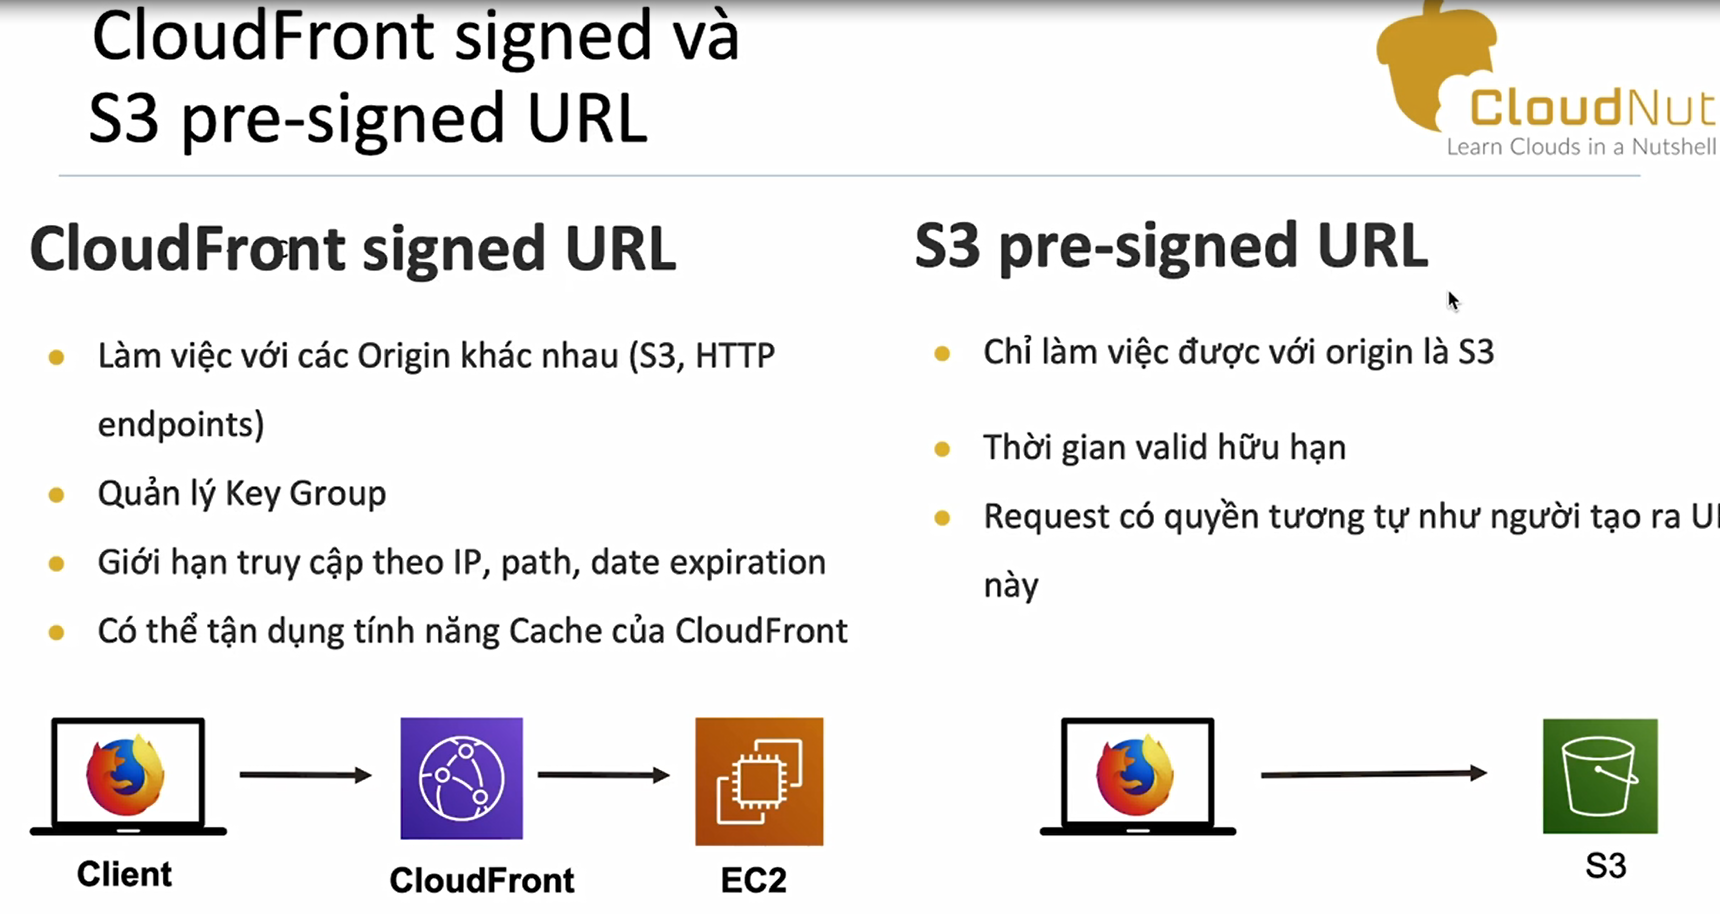 CloudFront signed và
S3 pre-signed URL
CloudNut
Learn Clouds in a Nutshell
CloudFront signed URL
Làm việc với các Origin khác nhau (S3, HTTP
endpoints)
Quản lý Key Group
Giới hạn truy cập theo IP, path, date expiration
Có thể tận dụng tính năng Cache của CloudFront
Client
CloudFront
EC2
S3 pre-signed URL
Chỉ làm việc được với origin là S3
Thời gian valid hữu hạn
Request có quyền tương tự như người tạo ra
này
S3